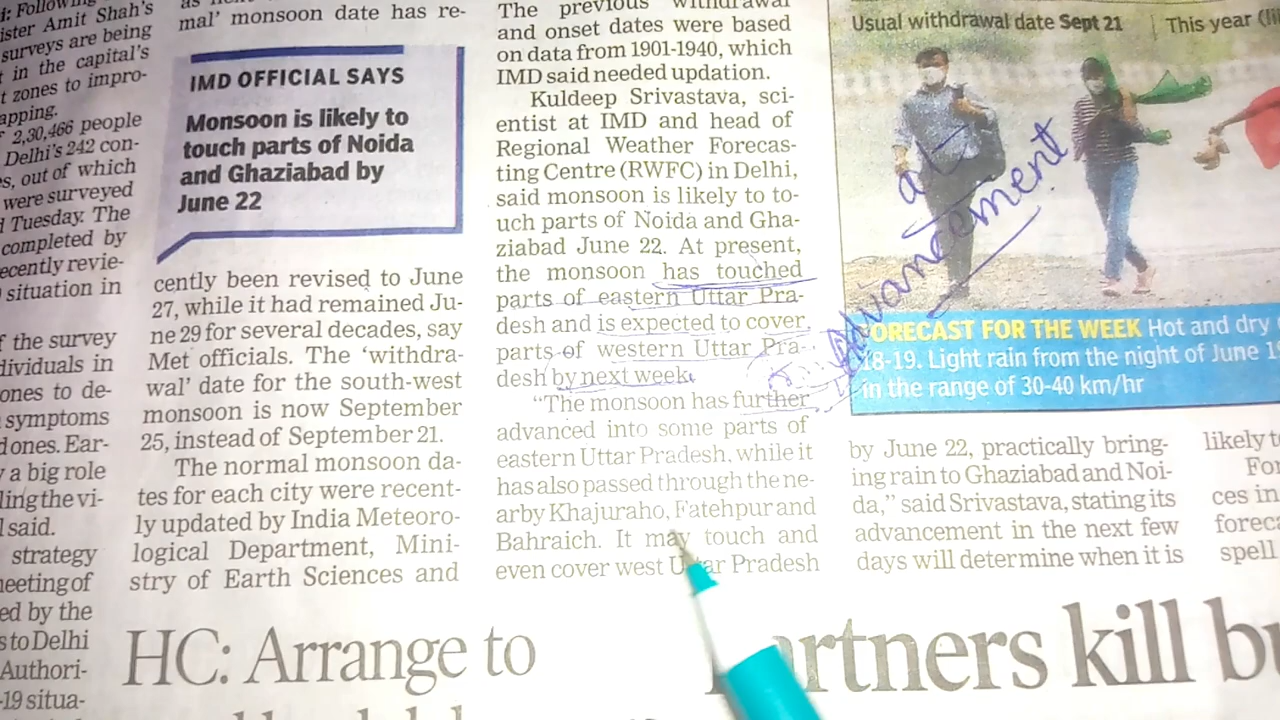 i: Following
ister Amit Shah's
surveys are being
t in the capital's
t zones to impro-
apping.
2,30,466 people
Delhi's 242 con-
s, out of which
were surveyed
d Tuesday. The
completed by
ecently revie-
situation in
f the survey
dividuals in
ones to de-
symptoms
d ones. Ear-
y a big role
ling the vi-
l said.
strategy
neeting of
ed by the
s to Delhi
Authori-
-19 situa-
mal' monsoon date has re-
IMD OFFICIAL SAYS
Monsoon is likely to
touch parts of Noida
and Ghaziabad by
June 22
cently been revised to June
27, while it had remained Ju-
ne 29 for several decades, say
Met officials. The 'withdra-
wal' date for the south-west
monsoon is now September
25, instead of September 21.
The normal monsoon da-
tes for each city were recent-
ly updated by India Meteoro-
logical Department, Mini-
stry of Earth Sciences and
The previous withdrawal
and onset dates were based
on data from 1901-1940, which
IMD said needed updation.
Kuldeep Srivastava, sci-
entist at IMD and head of
Regional Weather Forecas-
ting Centre (RWFC) in Delhi,
said monsoon is likely to to-
uch parts of Noida and Gha-
ziabad June 22. At present,
the monsoon has touched
parts of eastern Uttar Pra-
desh and is expected to cover
parts of western Uttar Pra-
desh by next week.
"The monsoon has further
advanced into some parts of
eastern Uttar Pradesh, while it
has also passed through the ne-
arby Khajuraho, Fatehpur and
Bahraich. It may touch and
even cover west Uttar Pradesh
Usual withdrawal date Sept 21 | This year (li
at
FORECAST FOR THE WEEK Hot and dry
18-19. Light rain from the night of June 19
in the range of 30-40 km/hr
by June 22, practically bring-
ing rain to Ghaziabad and Noi-
da," said Srivastava, stating its
advancement in the next few
days will determine when it is
likely t
For
ces in
foreca
spell
HC: Arrange to
artners kill bu